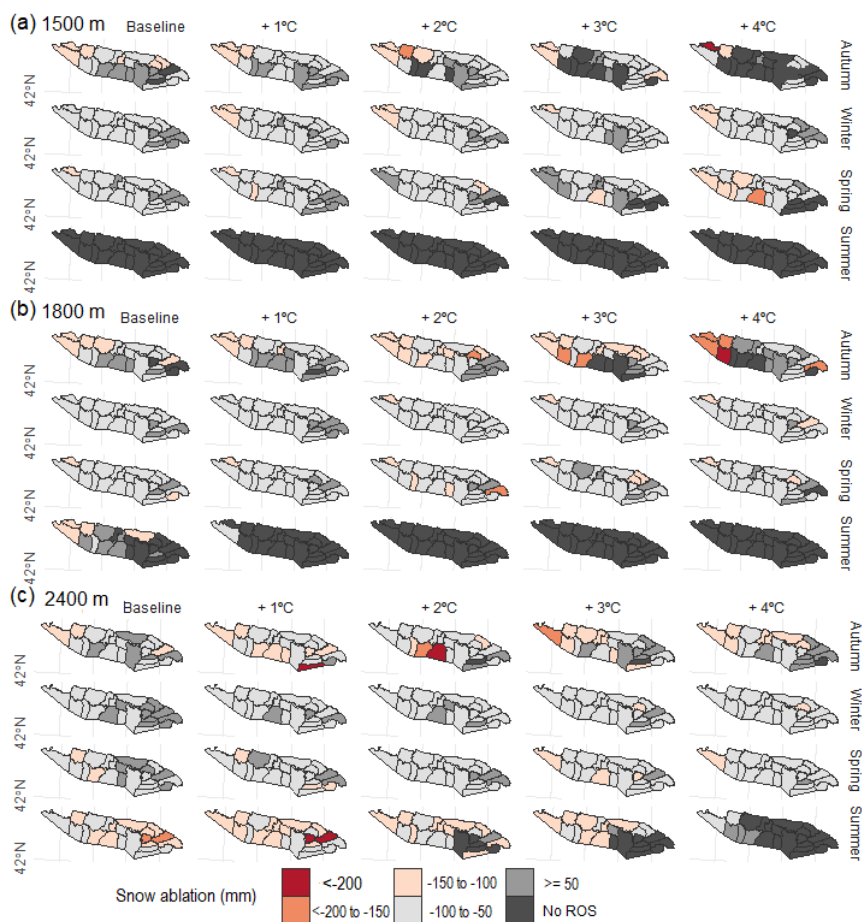 (a) 1500 m
Baseline + 1ºC + 2ºC + 3ºC + 4ºC
42°N Autumn
42°N Winter
42°N Spring
42°N Summer
(b) 1800 m
Baseline + 1ºC + 2ºC + 3ºC + 4ºC
42°N Autumn
42°N Winter
42°N Spring
42°N Summer
(c) 2400 m
Baseline + 1ºC + 2ºC + 3ºC + 4ºC
42°N Autumn
42°N Winter
42°N Spring
42°N Summer
Snow ablation (mm)
<-200 -150 to -100 >= 50
<-200 to -150 -100 to -50 No ROS